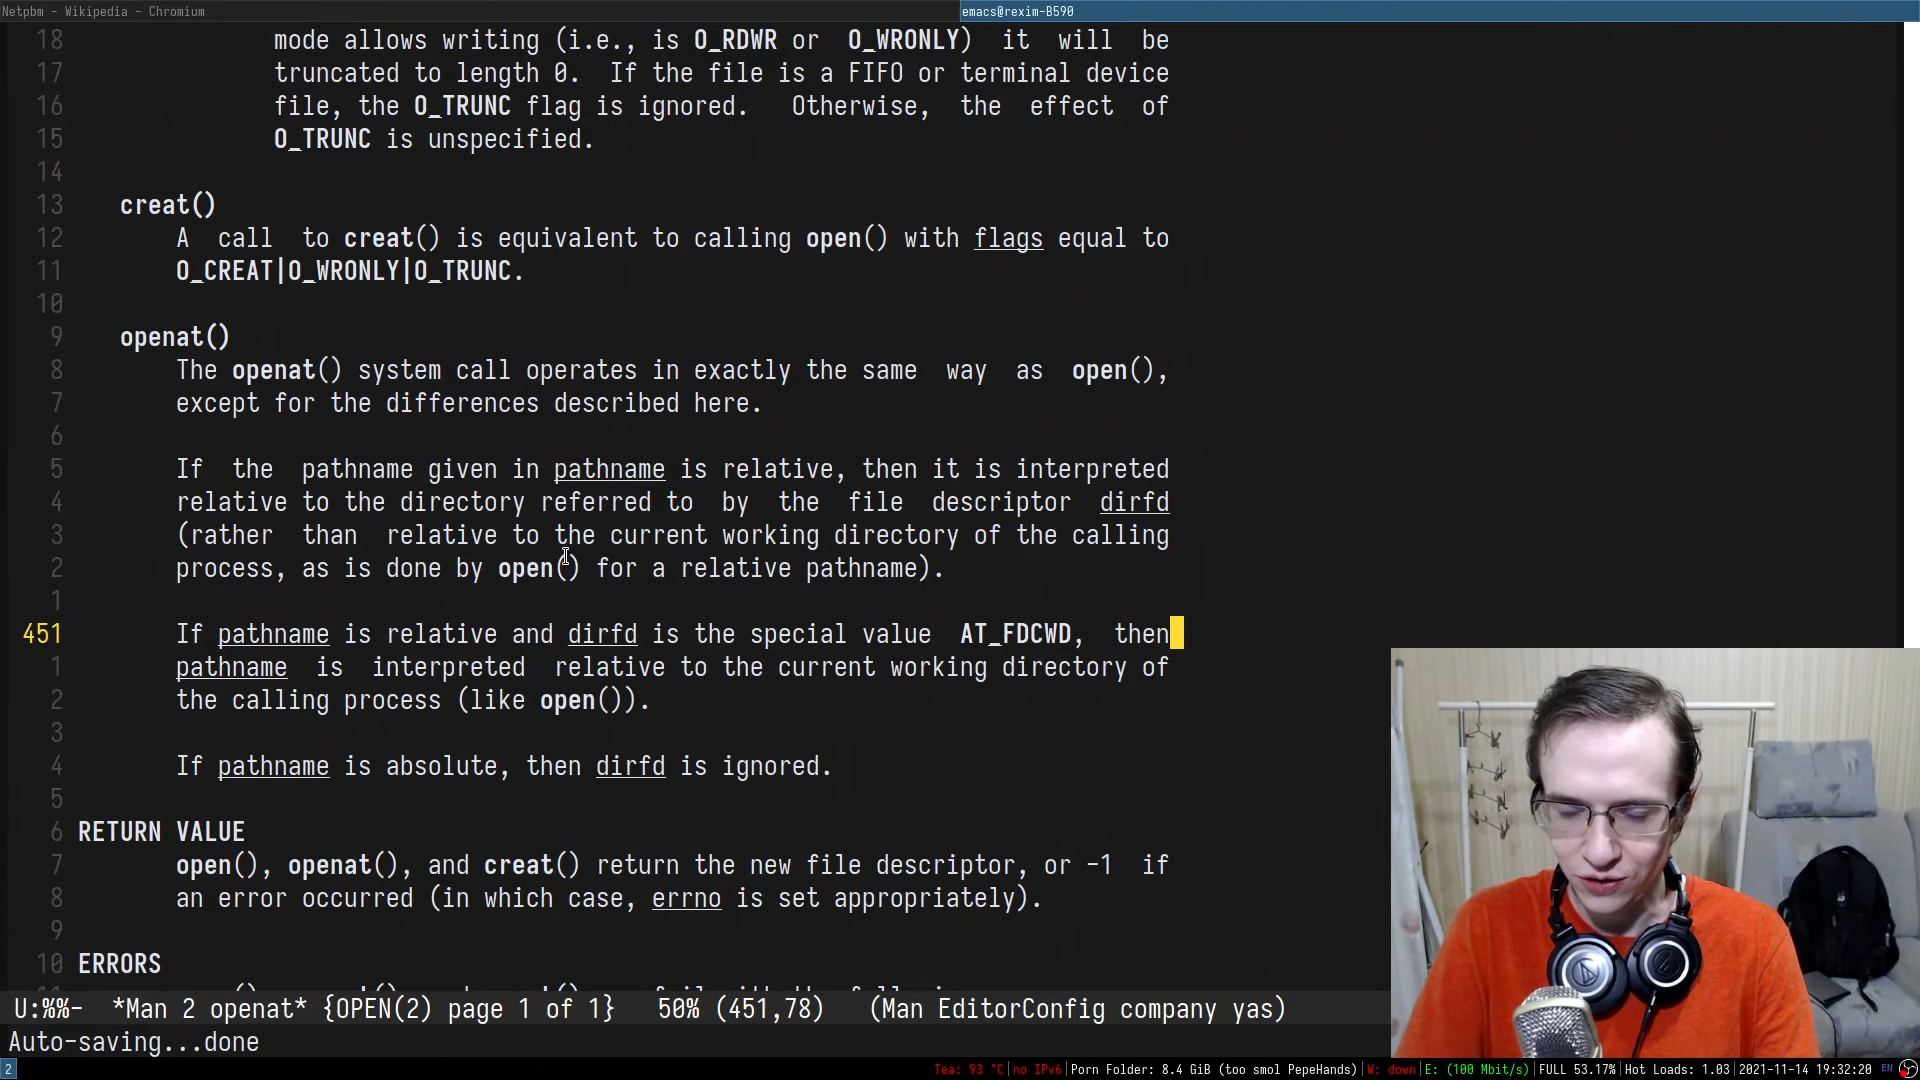 Netpbm - Wikipedia - Chromium
emacs@rexim-B590
18 mode allows writing (i.e., is O_RDWR or O_WRONLY) it will be
17 truncated to length 0. If the file is a FIFO or terminal device
16 file, the O_TRUNC flag is ignored. Otherwise, the effect of
15 O_TRUNC is unspecified.
14
13 creat()
12 A call to creat() is equivalent to calling open() with flags equal to
11 O_CREAT|O_WRONLY|O_TRUNC.
10
9 openat()
8 The openat() system call operates in exactly the same way as open(),
7 except for the differences described here.
6
5 If the pathname given in pathname is relative, then it is interpreted
4 relative to the directory referred to by the file descriptor dirfd
3 (rather than relative to the current working directory of the calling
2 process, as is done by open() for a relative pathname).
1
451 If pathname is relative and dirfd is the special value AT_FDCWD, then
1 pathname is interpreted relative to the current working directory of
2 the calling process (like open()).
3
4 If pathname is absolute, then dirfd is ignored.
5
6 RETURN VALUE
7 open(), openat(), and creat() return the new file descriptor, or -1 if
8 an error occurred (in which case, errno is set appropriately).
9
10 ERRORS
U:%%- *Man 2 openat* {OPEN(2) page 1 of 1} 50% (451,78) (Man EditorConfig company yas)
Auto-saving...done
2 Tea: 93 °C|no IPv6|Porn Folder: 8.4 GiB (too smol PepeHands)|W: down|E: (100 Mbit/s)|FULL 53.17%|Hot Loads: 1.03|2021-11-14 19:32:20 EN